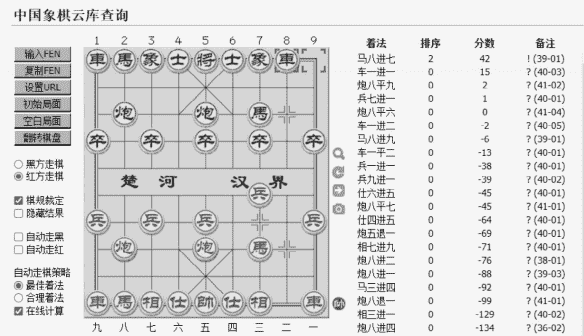 中国象棋云库查询
输入FEN
复制FEN
设置URL
初始局面
空白局面
翻转棋盘
黑方走棋
红方走棋
棋规裁定
隐藏结果
自动走黑
自动走红
自动走棋策略
最佳着法
合理着法
在线计算
1 2 3 4 5 6 7 8 9
車 馬 象 士 将 士 象 車
炮 炮 馬
卒 卒 卒 卒 卒
楚 河 汉 界
兵
兵 兵 兵 兵
炮 炮 馬
車 馬 相 仕 帥 仕 相 車
九 八 七 六 五 四 三 二 一
着法 排序 分数 备注
马八进七 2 42 ! (39-01)
车一进一 0 15 ? (40-03)
炮八平九 0 2 ? (41-02)
兵七进一 0 1 ? (40-01)
炮八平六 0 0 ? (41-04)
车一进二 0 -2 ? (40-05)
马八进九 0 -6 ? (39-01)
车一平二 0 -13 ? (40-01)
兵一进一 0 -38 ? (40-01)
兵九进一 0 -39 ? (40-02)
仕六进五 0 -45 ? (40-01)
炮八平七 0 -45 ? (41-01)
仕四进五 0 -64 ? (40-01)
炮五退一 0 -69 ? (40-01)
相七进九 0 -71 ? (40-01)
炮八进二 0 -76 ? (38-01)
炮八进一 0 -88 ? (39-03)
马三进四 0 -92 ? (40-01)
炮八退一 0 -99 ? (41-01)
相三进一 0 -129 ? (40-02)
炮八进四 0 -134 ? (36-02)